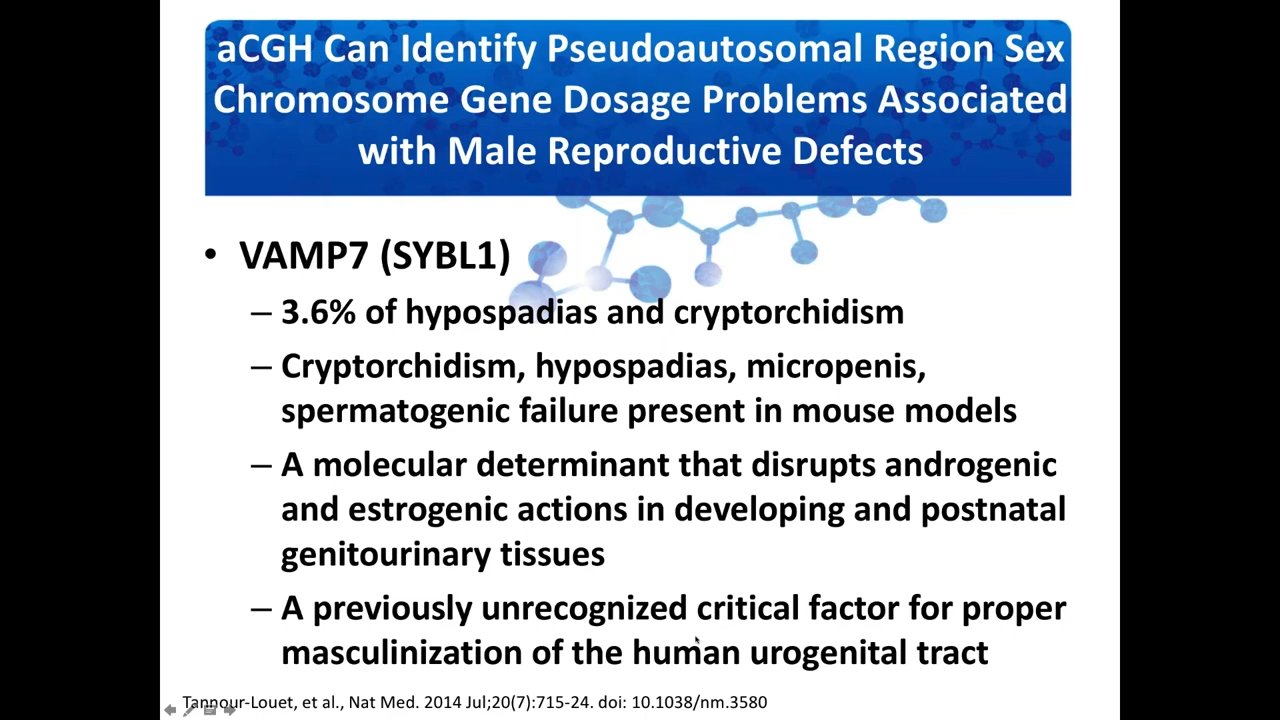 aCGH Can Identify Pseudoautosomal Region Sex
Chromosome Gene Dosage Problems Associated
with Male Reproductive Defects
• VAMP7 (SYBL1)
– 3.6% of hypospadias and cryptorchidism
– Cryptorchidism, hypospadias, micropenis,
spermatogenic failure present in mouse models
– A molecular determinant that disrupts androgenic
and estrogenic actions in developing and postnatal
genitourinary tissues
– A previously unrecognized critical factor for proper
masculinization of the human urogenital tract
Tannour-Louet, et al., Nat Med. 2014 Jul;20(7):715-24. doi: 10.1038/nm.3580